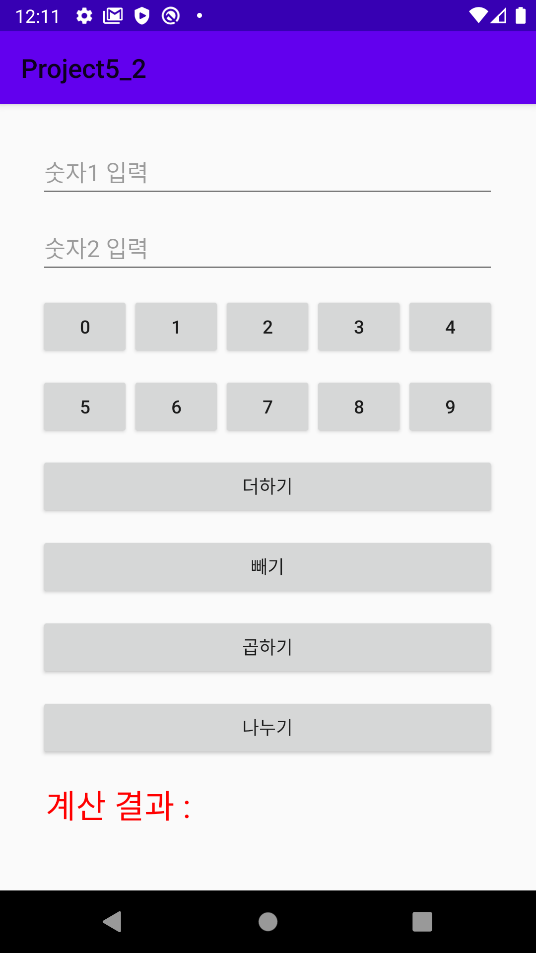 12:11
Project5_2
숫자1 입력
숫자2 입력
0 1 2 3 4
5 6 7 8 9
더하기
빼기
곱하기
나누기
계산 결과 :